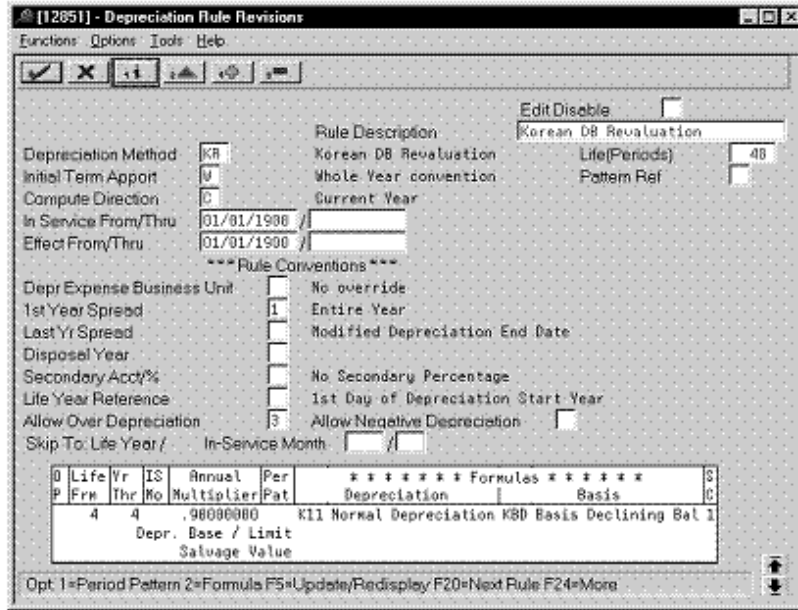 [12851] - Depreciation Rule Revisions
Functions Options Tools Help
Edit Disable
Rule Description Korean DB Revaluation
Depreciation Method KR Korean DB Revaluation Life(Periods) 48
Initial Term Apport W Whole Year convention Pattern Ref
Compute Direction C Current Year
In Service From/Thru 01/01/1900 /
Effect From/Thru 01/01/1900 /
*** Rule Conventions ***
Depr Expense Business Unit No override
1st Year Spread 1 Entire Year
Last Yr Spread Modified Depreciation End Date
Disposal Year
Secondary Acct/% No Secondary Percentage
Life Year Reference 1st Day of Depreciation Start Year
Allow Over Depreciation 3 Allow Negative Depreciation
Skip To: Life Year / In-Service Month /
O Life Yr IS Annual Per * * * * * * * Formulas * * * * * * S
P Frm Thr Mo Multiplier Pat Depreciation | Basis C
4 4 .98000000 K11 Normal Depreciation KBD Basis Declining Bal 1
Depr. Base / Limit
Salvage Value
Opt: 1=Period Pattern 2=Formula F5=Update/Redisplay F20=Next Rule F24=More